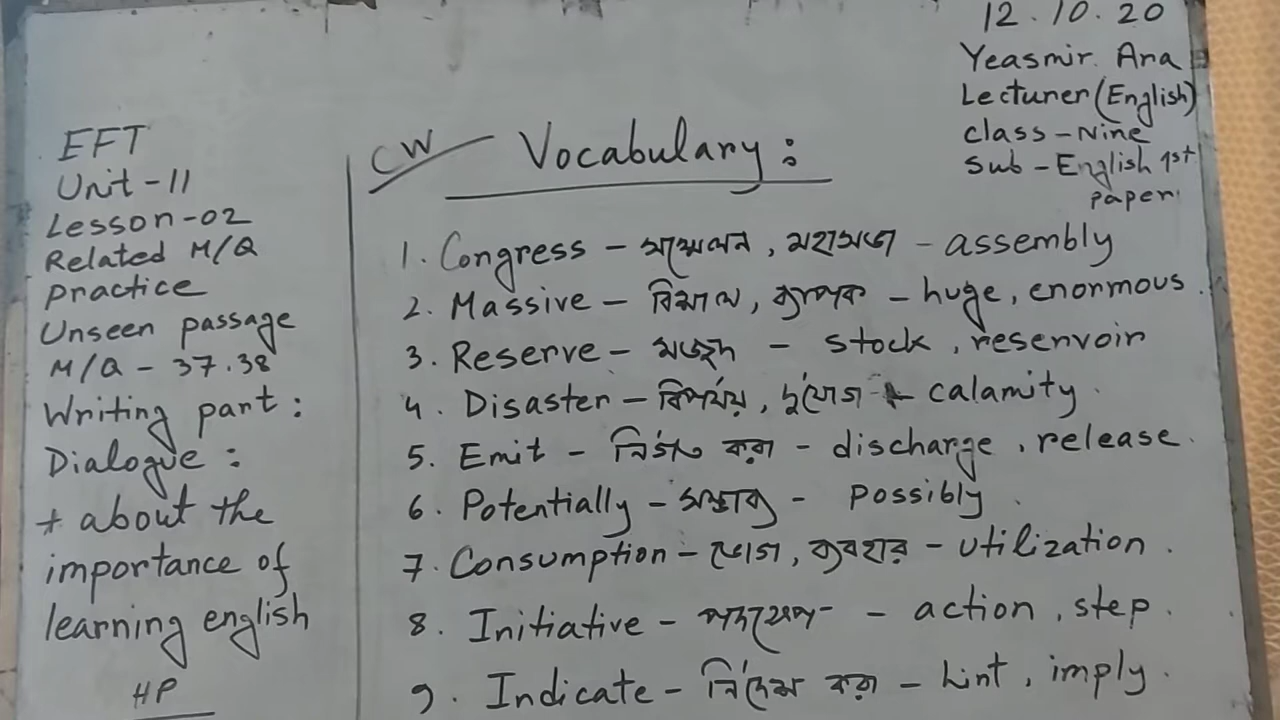 12.10.20
Yeasmir. Ara
Lecturer (English)
class-Nine
Sub-English 1st
paper
EFT
Unit-11
Lesson-02
Related M/Q
practice
Unseen passage
M/Q - 37.38
Writing part:
Dialogue:
+ about the
importance of
learning english
HP
CW Vocabulary:
1. Congress - সম্মেলন, মহাসভা - assembly
2. Massive - বিশাল, ব্যাপক - huge, enormous.
3. Reserve - মজুদ - stock, reservoir
4. Disaster - বিপর্যয়, দুর্যোগ - calamity.
5. Emit - নির্গত করা - discharge, release.
6. Potentially - সম্ভাব্য - possibly.
7. Consumption - ভোগ, ব্যবহার - utilization.
8. Initiative - পদক্ষেপ - action, step.
9. Indicate - নির্দেশ করা - hint, imply.